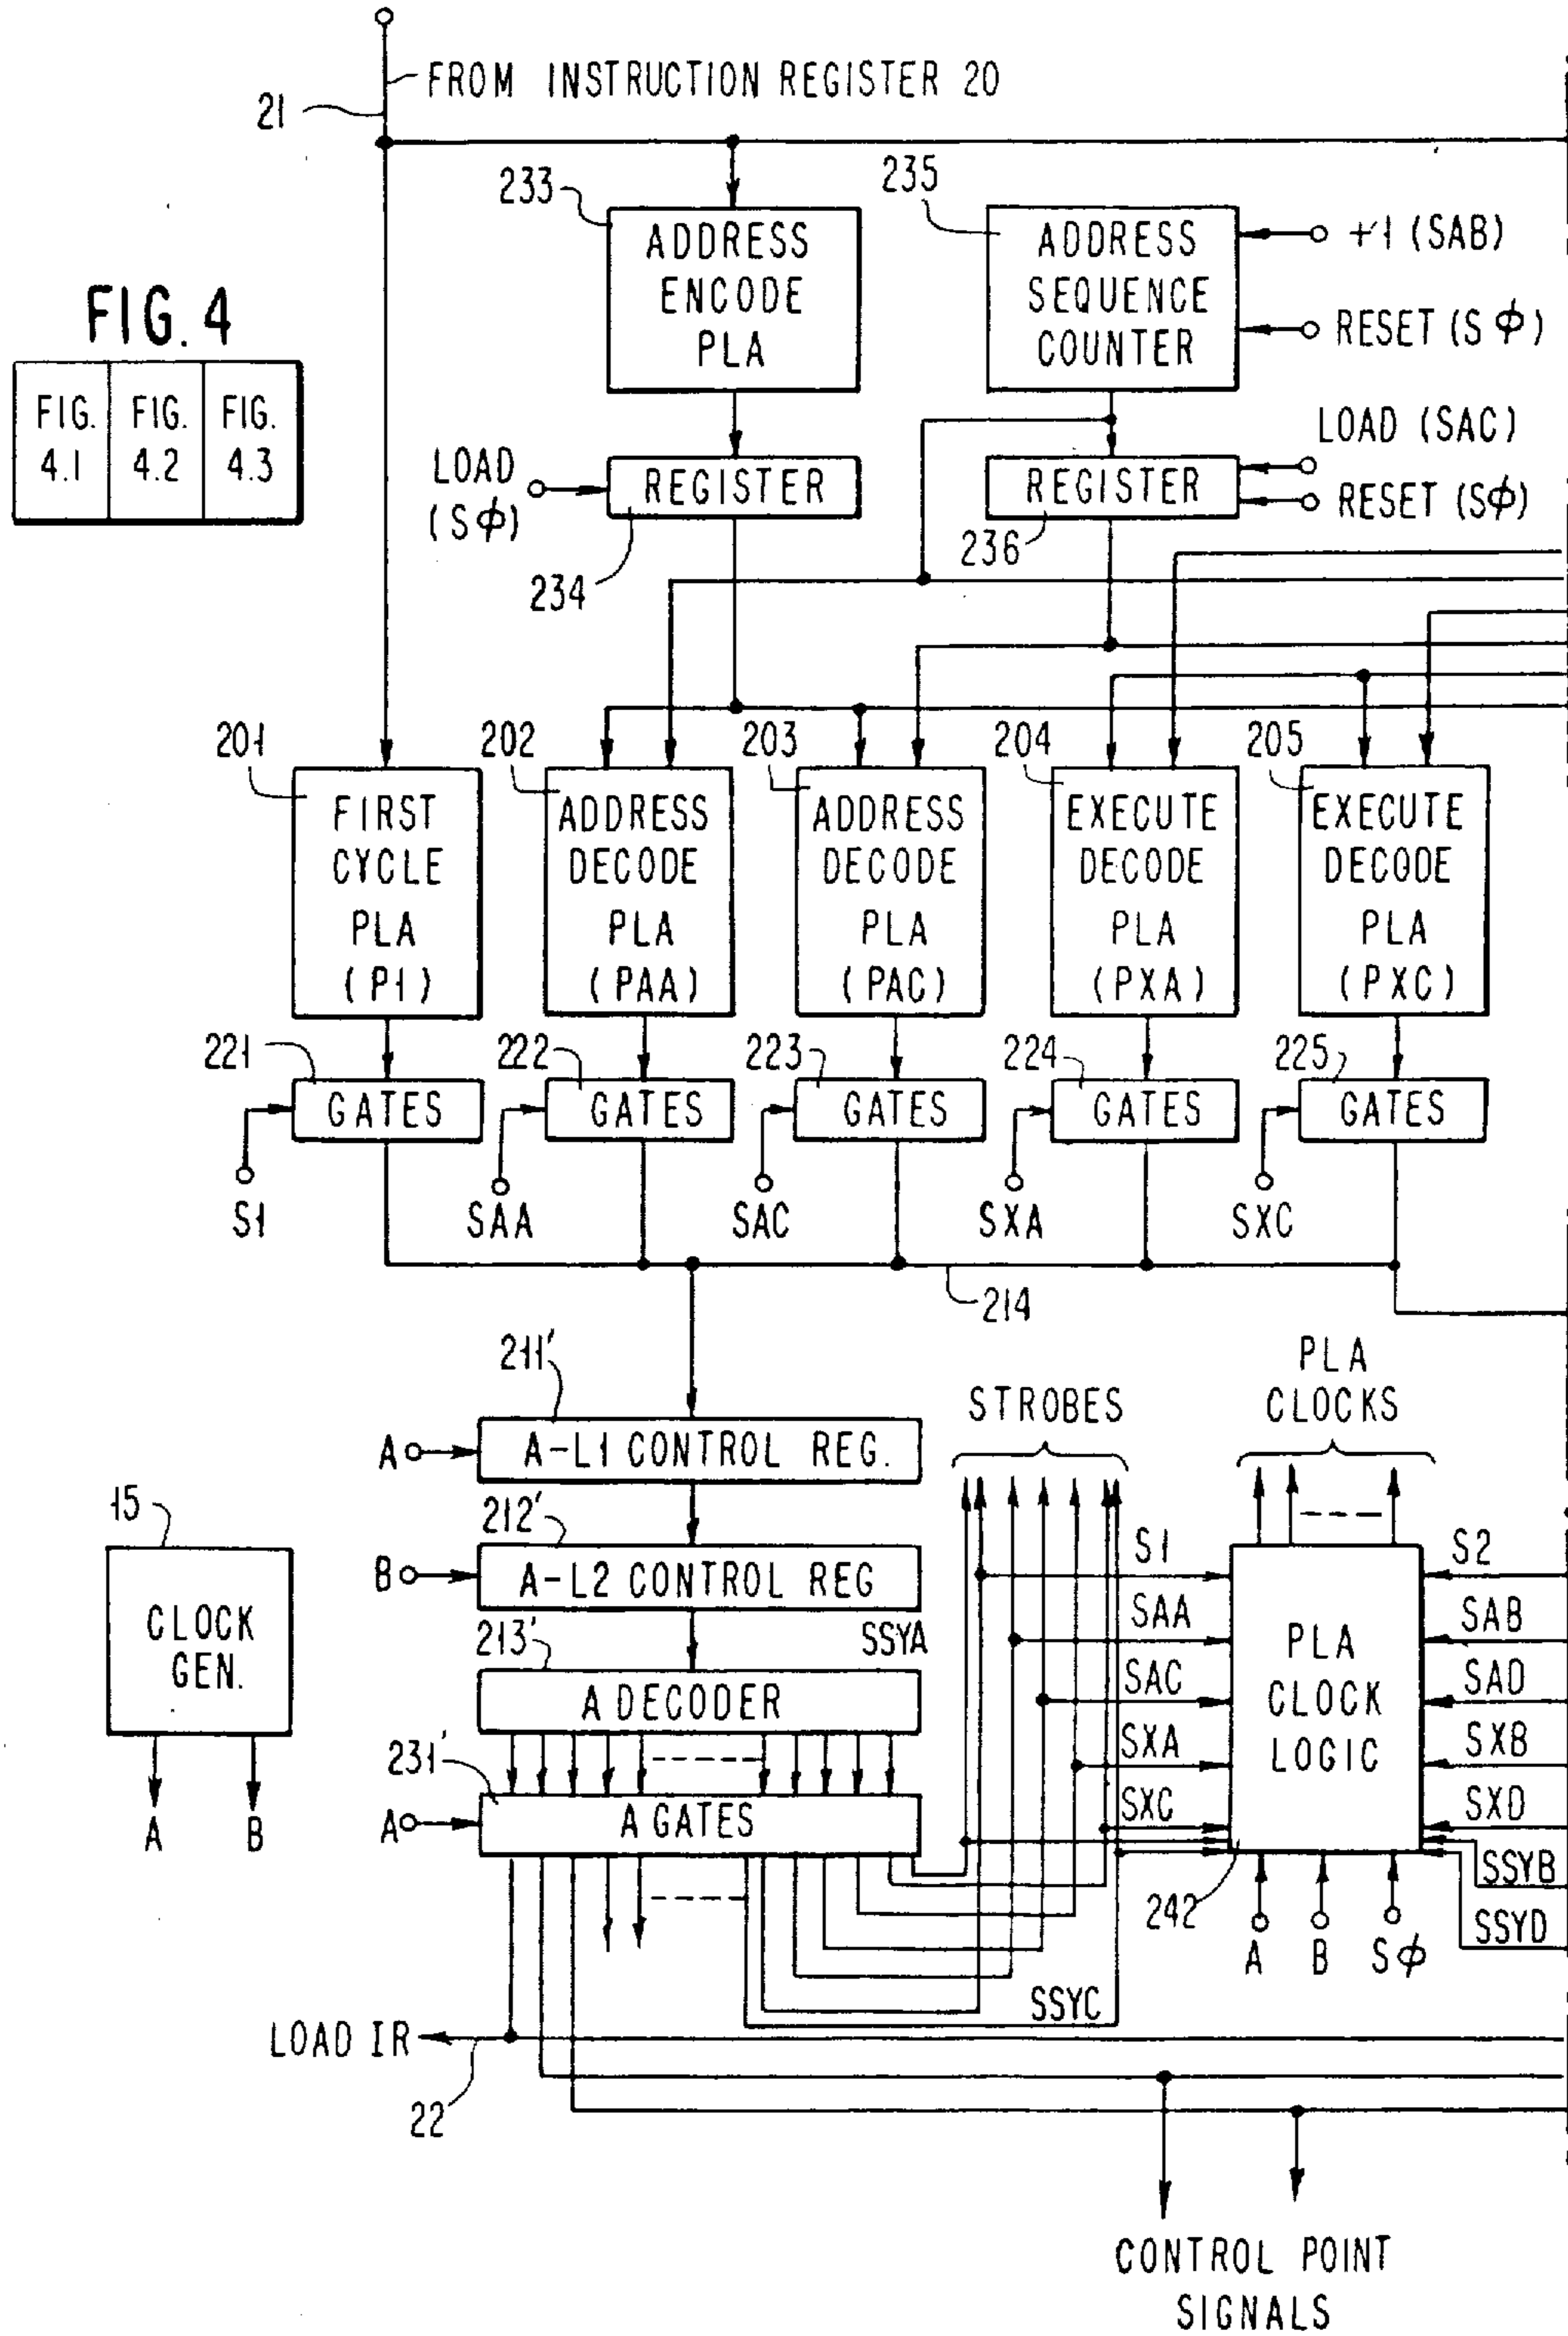 FROM INSTRUCTION REGISTER 20
21
233
235
ADDRESS
ENCODE
PLA
ADDRESS
SEQUENCE
COUNTER
+1 (SAB)
RESET (Sϕ)
FIG. 4
FIG.
4.1
FIG.
4.2
FIG.
4.3
LOAD
(Sϕ)
REGISTER
234
REGISTER
236
LOAD (SAC)
RESET (Sϕ)
201
202
203
204
205
FIRST
CYCLE
PLA
(P1)
ADDRESS
DECODE
PLA
(PAA)
ADDRESS
DECODE
PLA
(PAC)
EXECUTE
DECODE
PLA
(PXA)
EXECUTE
DECODE
PLA
(PXC)
221
222
223
224
225
GATES
GATES
GATES
GATES
GATES
S1
SAA
SAC
SXA
SXC
214
211'
A
A-L1 CONTROL REG.
STROBES
PLA
CLOCKS
15
CLOCK
GEN.
A
B
212'
B
A-L2 CONTROL REG
213'
SSYA
A DECODER
231'
A
A GATES
S1
SAA
SAC
SXA
SXC
PLA
CLOCK
LOGIC
S2
SAB
SAD
SXB
SXD
SSYB
SSYD
242
A
B
Sϕ
SSYC
LOAD IR
22
CONTROL POINT
SIGNALS